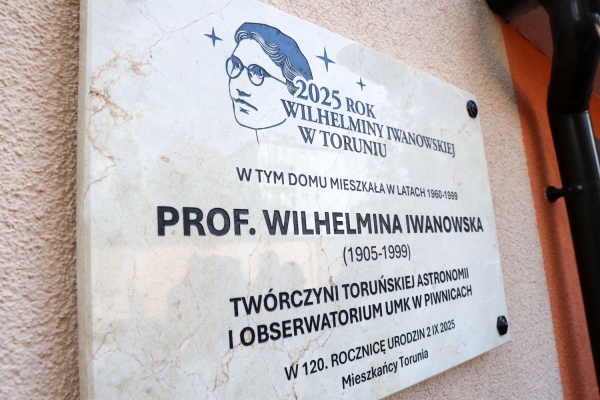 2025 ROK
WILHELMINY IWANOWSKIEJ
W TORUNIU
W TYM DOMU MIESZKAŁA W LATACH 1960-1999
PROF. WILHELMINA IWANOWSKA
(1905-1999)
TWÓRCZYNI TORUŃSKIEJ ASTRONOMII
I OBSERWATORIUM UMK W PIWNICACH
W 120. ROCZNICĘ URODZIN 2 IX 2025
Mieszkańcy Torunia